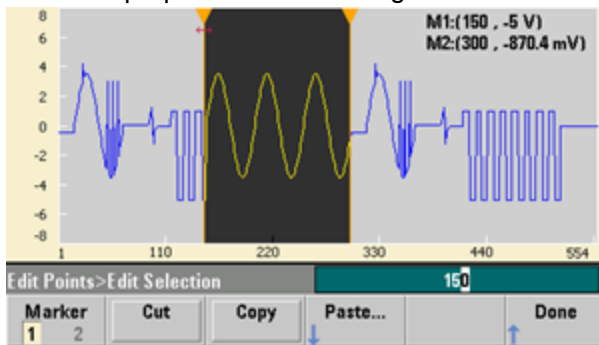 8
M1:(150 , -5 V)
6
M2:(300 , -870.4 mV)
4
2
0
-2
-4
-6
-8
1 110 220 330 440 554
Edit Points>Edit Selection 150
Marker Cut Copy Paste... Done
1 2